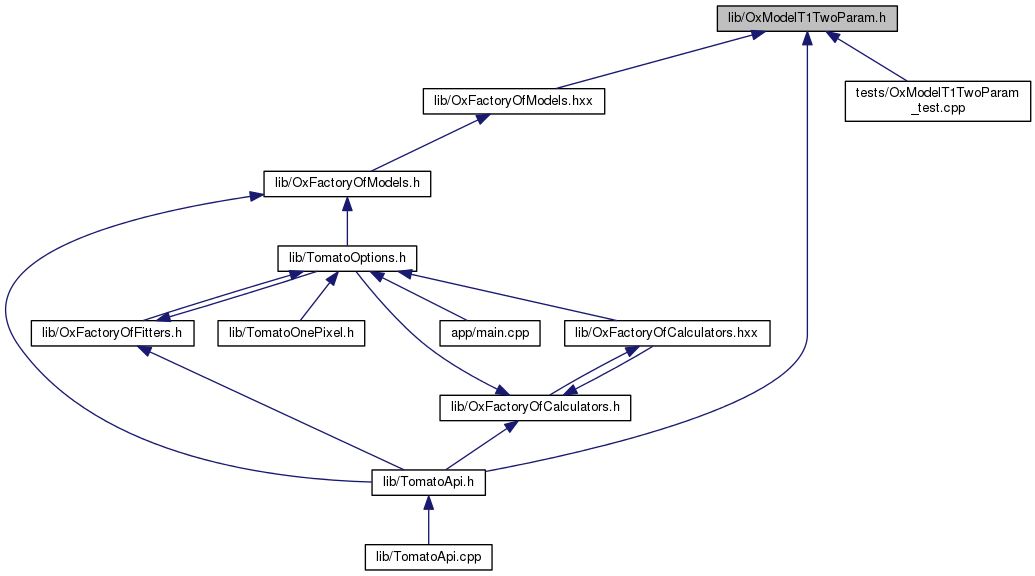 lib/OxModelT1TwoParam.h
tests/OxModelT1TwoParam
_test.cpp
lib/OxFactoryOfModels.hxx
lib/OxFactoryOfModels.h
lib/TomatoOptions.h
lib/OxFactoryOfFitters.h
lib/TomatoOnePixel.h
app/main.cpp
lib/OxFactoryOfCalculators.hxx
lib/OxFactoryOfCalculators.h
lib/TomatoApi.h
lib/TomatoApi.cpp